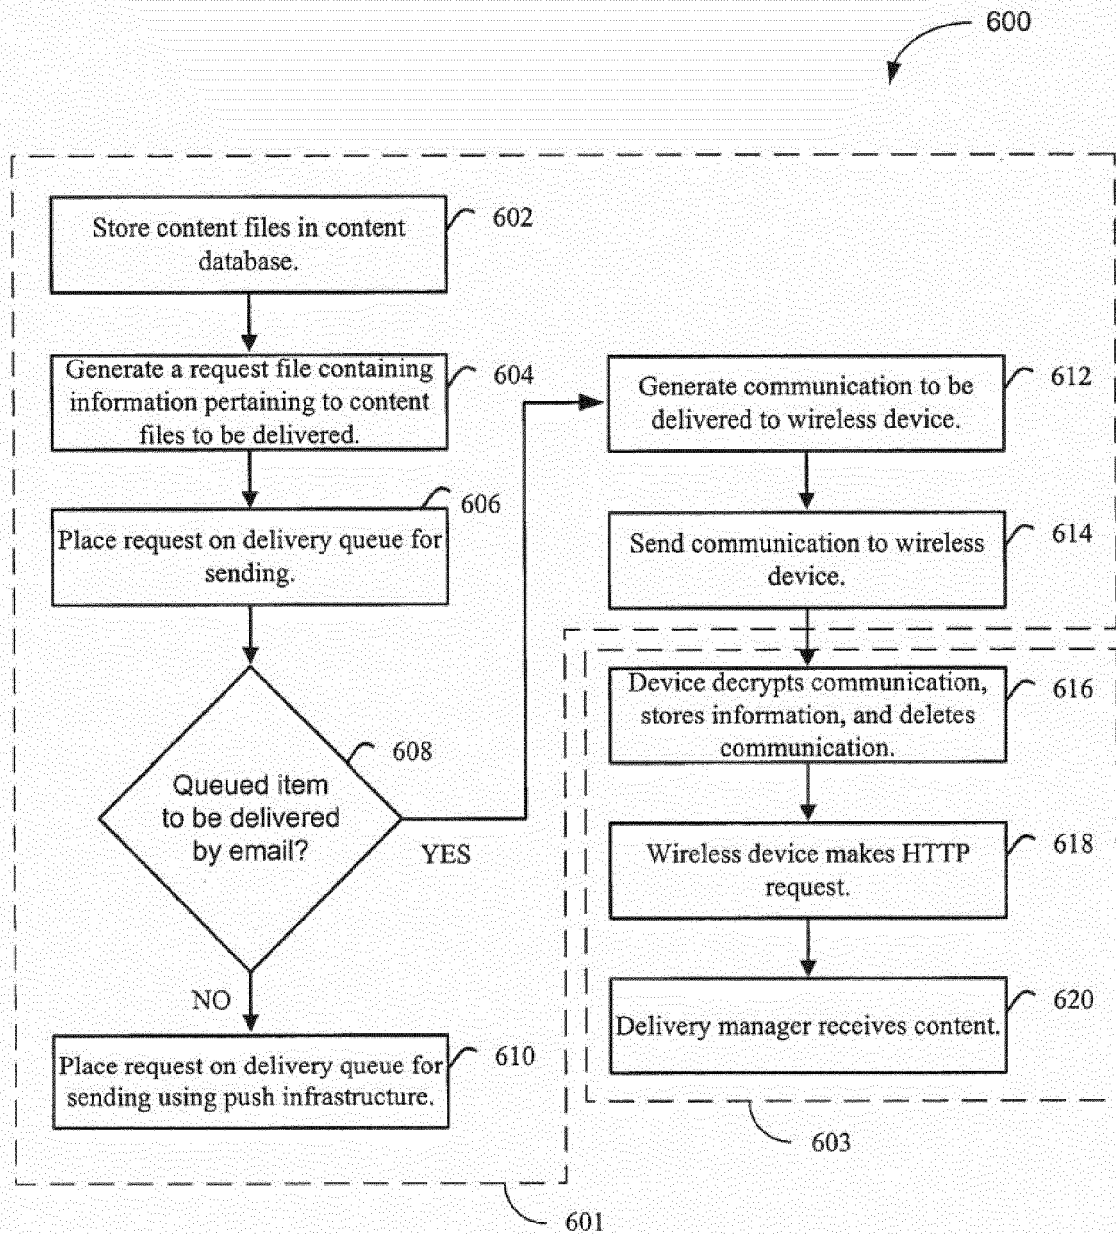 600
Store content files in content
database.
602
Generate a request file containing
information pertaining to content
files to be delivered.
604
Place request on delivery queue for
sending.
606
Queued item
to be delivered
by email?
608
YES
NO
Place request on delivery queue for
sending using push infrastructure.
610
Generate communication to be
delivered to wireless device.
612
Send communication to wireless
device.
614
Device decrypts communication,
stores information, and deletes
communication.
616
Wireless device makes HTTP
request.
618
Delivery manager receives content.
620
603
601